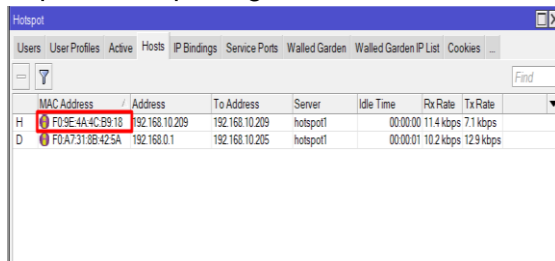 Hotspot
Users User Profiles Active Hosts IP Bindings Service Ports Walled Garden Walled Garden IP List Cookies ...
Find
MAC Address / Address To Address Server Idle Time Rx Rate Tx Rate
H F0:9E:4A:4C:B9:18 192.168.10.209 192.168.10.209 hotspot1 00:00:00 11.4 kbps 7.1 kbps
D F0:A7:31:8B:42:5A 192.168.0.1 192.168.10.205 hotspot1 00:00:01 10.2 kbps 12.9 kbps